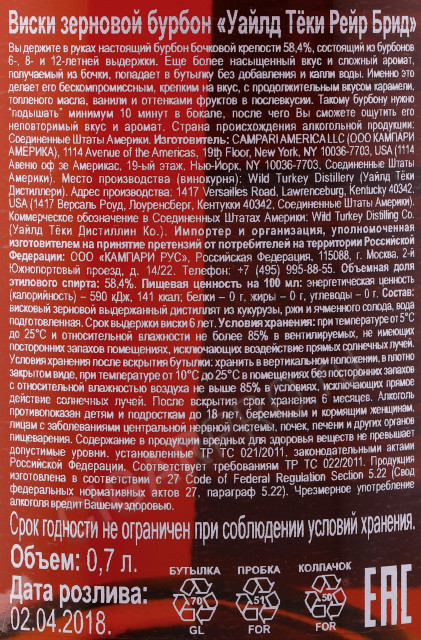 Виски зерновой бурбон «Уайлд Тёки Рейр Брид»
Вы держите в руках настоящий бурбон бочковой крепости 58,4%, состоящий из бурбонов
6-, 8- и 12-летней выдержки. Еще более насыщенный вкус и сложный аромат,
получаемый из бочки, попадает в бутылку без добавления и капли воды. Именно это
делает его бескомпромиссным, крепким на вкус, с продолжительным вкусом карамели,
топленого масла, ванили и оттенками фруктов в послевкусии. Такому бурбону нужно
"подышать" минимум 10 минут в бокале, после чего Вы сможете ощутить его
неповторимый вкус и аромат. Страна происхождения алкогольной продукции:
Соединенные Штаты Америки. Изготовитель: CAMPARI AMERICA LLC (ООО КАМПАРИ
АМЕРИКА), 1114 Avenue of the Americas, 19th Floor, New York, NY 10036-7703, USA (1114
Авеню оф зе Америкас, 19-ый этаж, Нью-Йорк, NY 10036-7703, Соединенные Штаты
Америки). Место производства (винокурен): Wild Turkey Distillery (Уайлд Тёки
Дистиллери). Адрес производства: 1417 Versailles Road, Lawrenceburg, Kentucky 40342,
USA (1417 Версаль Роуд, Лоуренсберг, Кентукки 40342, Соединенные Штаты Америки).
Коммерческое обозначение в Соединенных Штатах Америки: Wild Turkey Distilling Co.
(Уайлд Тёки Дистиллин Ко.). Импортер и организация, уполномоченная
изготовителем на принятие претензий от потребителей на территории Российской
Федерации: ООО «КАМПАРИ РУС», Российская Федерация, 115088, г. Москва, 2-й
Южнопортовый проезд, д. 14/22. Телефон: +7 (495) 995-88-55. Объемная доля
этилового спирта: 58,4%. Пищевая ценность на 100 мл: энергетическая ценность
(калорийность) – 590 кДж, 141 ккал; белки – 0 г, жиры – 0 г, углеводы – 0 г. Состав:
висковый зерновой выдержанный дистиллят из кукурузы, ржи и ячменного солода, вода
подготовленная. Срок выдержки виски 6 лет. Условия хранения: при температуре от 5°С
до 25°С и относительной влажности не более 85% в вентилируемых, не имеющих
посторонних запахов помещениях, исключающих воздействие прямых солнечных лучей.
Условия хранения после вскрытия бутылки: хранить в вертикальном положении, в плотно
закрытом виде, при температуре от 10°С до 25°С в помещениях без посторонних запахов
с относительной влажностью воздуха не выше 85% в условиях, исключающих прямое
действие солнечных лучей. После вскрытия срок хранения 6 месяцев. Алкоголь
противопоказан детям и подросткам до 18 лет, беременным и кормящим женщинам,
лицам с заболеваниями центральной нервной системы, почек, печени и других органов
пищеварения. Содержание в продукции вредных для здоровья веществ не превышает
допустимые уровни, установленные ТР ТС 021/2011, законодательными актами
Российской Федерации. Соответствует требованиям ТР ТС 022/2011. Продукция
изготовлена в соответствии с 27 Code of Federal Regulation Section 5.22 (Свод
федеральных нормативных актов 27, параграф 5.22). Чрезмерное употребление
алкоголя вредит Вашему здоровью.
Срок годности не ограничен при соблюдении условий хранения.
Объем: 0,7 л.
Дата розлива:
02.04.2018.
БУТЫЛКА ПРОБКА КОЛПАЧОК
70 51 50
GL FOR FOR
EAC